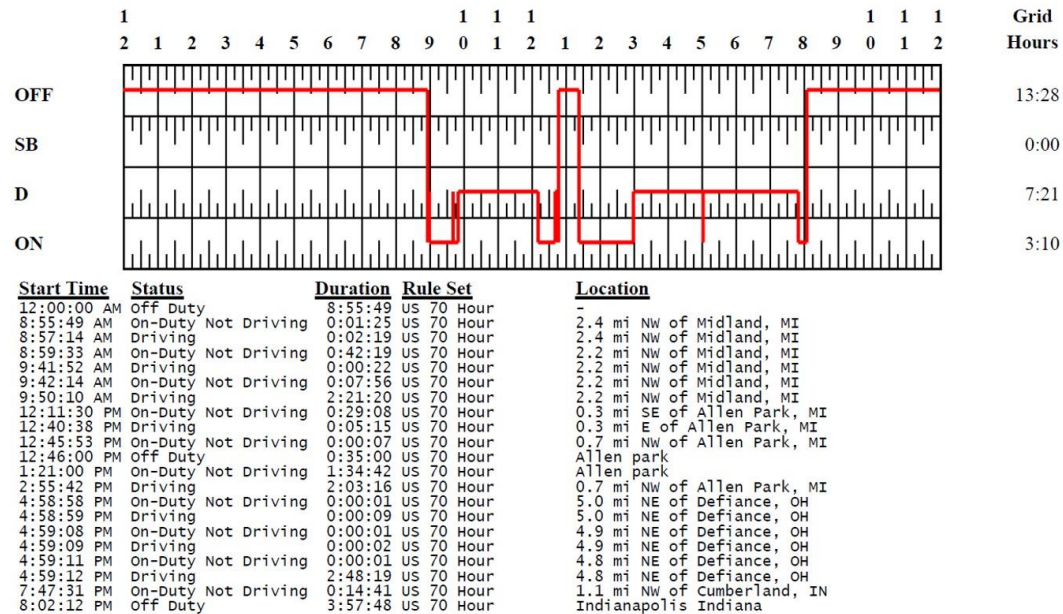 1 1 1 1 1 1 1 Grid
2 1 2 3 4 5 6 7 8 9 0 1 2 1 2 3 4 5 6 7 8 9 0 1 2 Hours
OFF 13:28
SB 0:00
D 7:21
ON 3:10
Start Time Status Duration Rule Set Location
12:00:00 AM Off Duty 8:55:49 US 70 Hour -
8:55:49 AM On-Duty Not Driving 0:01:25 US 70 Hour 2.4 mi NW of Midland, MI
8:57:14 AM Driving 0:02:19 US 70 Hour 2.4 mi NW of Midland, MI
8:59:33 AM On-Duty Not Driving 0:42:19 US 70 Hour 2.2 mi NW of Midland, MI
9:41:52 AM Driving 0:00:22 US 70 Hour 2.2 mi NW of Midland, MI
9:42:14 AM On-Duty Not Driving 0:07:56 US 70 Hour 2.2 mi NW of Midland, MI
9:50:10 AM Driving 2:21:20 US 70 Hour 2.2 mi NW of Midland, MI
12:11:30 PM On-Duty Not Driving 0:29:08 US 70 Hour 0.3 mi SE of Allen Park, MI
12:40:38 PM Driving 0:05:15 US 70 Hour 0.3 mi E of Allen Park, MI
12:45:53 PM On-Duty Not Driving 0:00:07 US 70 Hour 0.7 mi NW of Allen Park, MI
12:46:00 PM Off Duty 0:35:00 US 70 Hour Allen park
1:21:00 PM On-Duty Not Driving 1:34:42 US 70 Hour Allen park
2:55:42 PM Driving 2:03:16 US 70 Hour 0.7 mi NW of Allen Park, MI
4:58:58 PM On-Duty Not Driving 0:00:01 US 70 Hour 5.0 mi NE of Defiance, OH
4:58:59 PM Driving 0:00:09 US 70 Hour 5.0 mi NE of Defiance, OH
4:59:08 PM On-Duty Not Driving 0:00:01 US 70 Hour 4.9 mi NE of Defiance, OH
4:59:09 PM Driving 0:00:02 US 70 Hour 4.9 mi NE of Defiance, OH
4:59:11 PM On-Duty Not Driving 0:00:01 US 70 Hour 4.8 mi NE of Defiance, OH
4:59:12 PM Driving 2:48:19 US 70 Hour 4.8 mi NE of Defiance, OH
7:47:31 PM On-Duty Not Driving 0:14:41 US 70 Hour 1.1 mi NW of Cumberland, IN
8:02:12 PM Off Duty 3:57:48 US 70 Hour Indianapolis Indiana